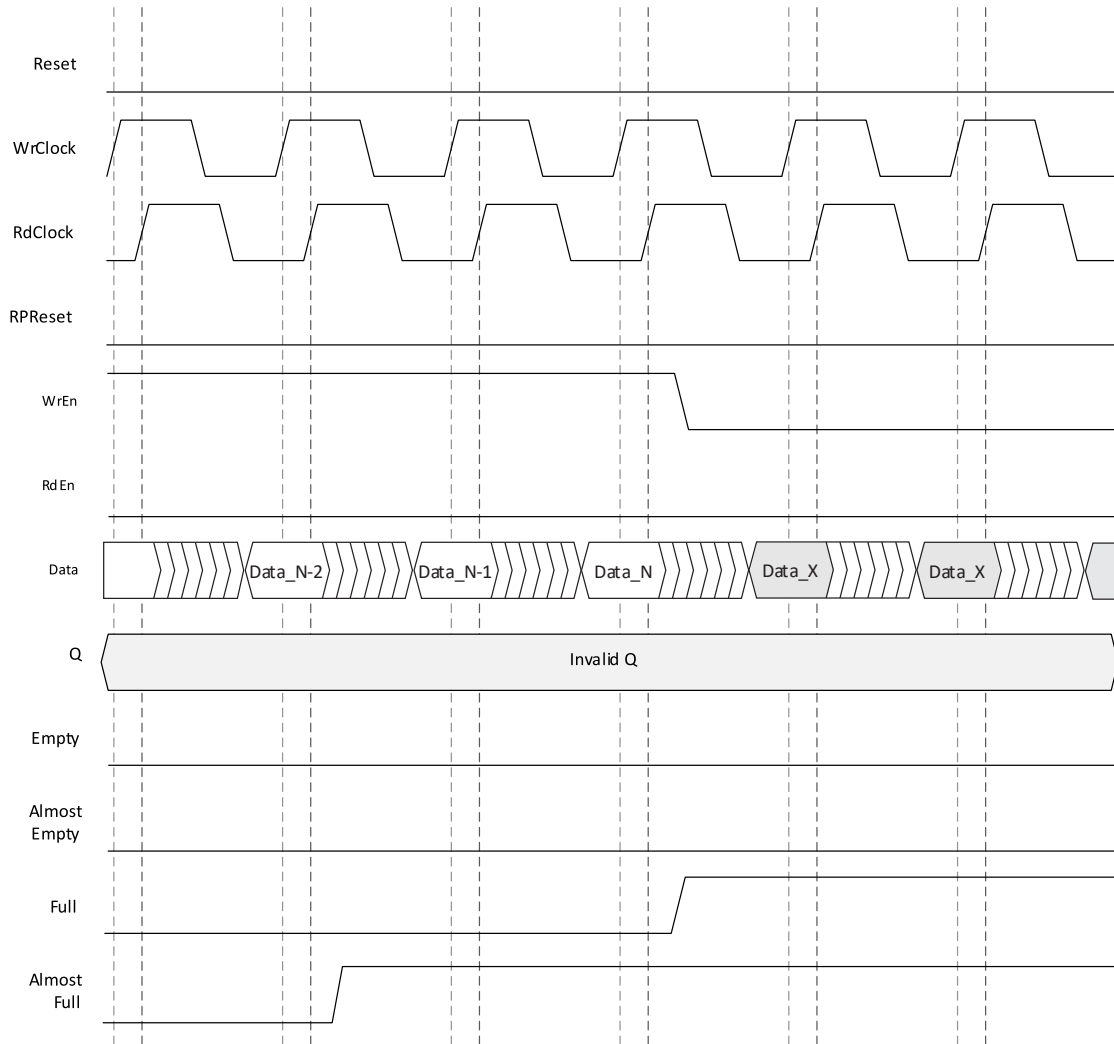 Reset
WrClock
RdClock
RPReset
WrEn
RdEn
Data
Data_N-2
Data_N-1
Data_N
Data_X
Data_X
Q
Invalid Q
Empty
Almost
Empty
Full
Almost
Full